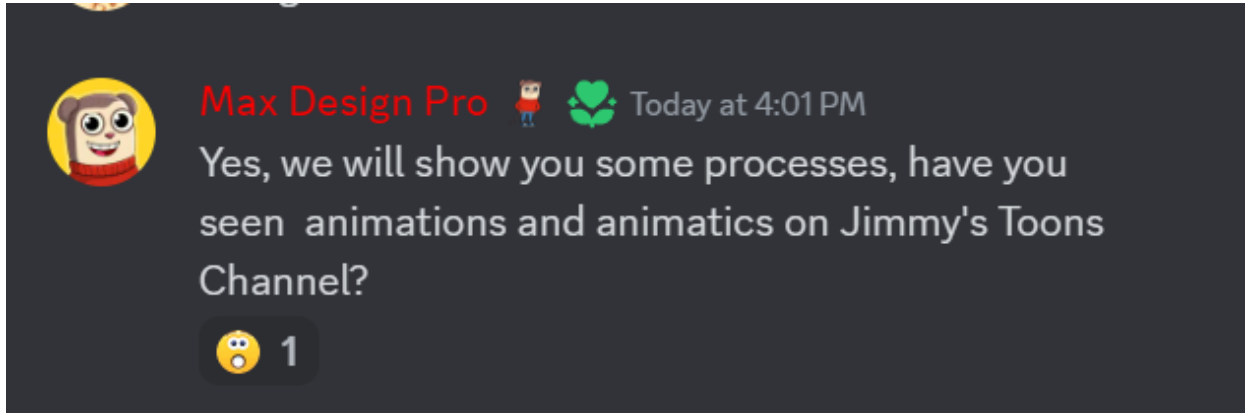 Max Design Pro Today at 4:01 PM
Yes, we will show you some processes, have you
seen  animations and animatics on Jimmy's Toons
Channel?
1